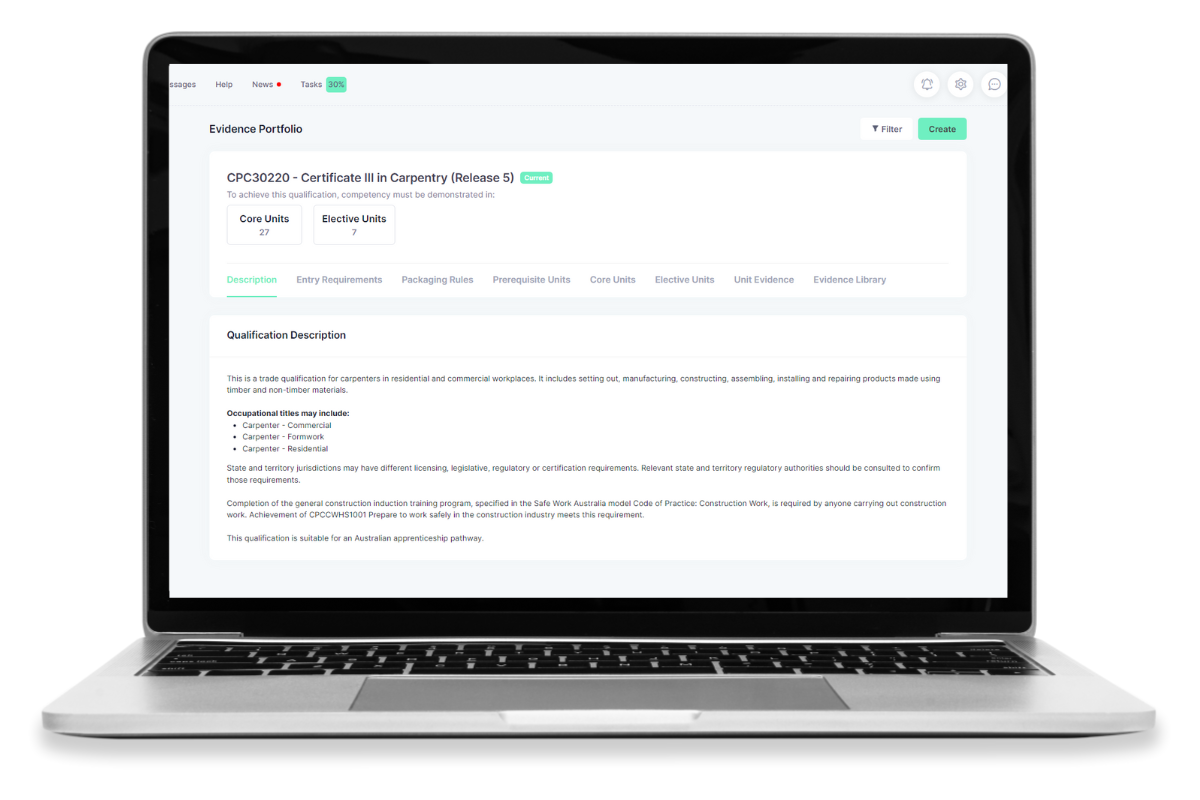 ssages Help News Tasks 30%
Evidence Portfolio Filter Create
CPC30220 - Certificate III in Carpentry (Release 5) Current
To achieve this qualification, competency must be demonstrated in:
Core Units Elective Units
27 7
Description Entry Requirements Packaging Rules Prerequisite Units Core Units Elective Units Unit Evidence Evidence Library
Qualification Description
This is a trade qualification for carpenters in residential and commercial workplaces. It includes setting out, manufacturing, constructing, assembling, installing and repairing products made using
timber and non-timber materials.
Occupational titles may include:
• Carpenter - Commercial
• Carpenter - Formwork
• Carpenter - Residential
State and territory jurisdictions may have different licensing, legislative, regulatory or certification requirements. Relevant state and territory regulatory authorities should be consulted to confirm
those requirements.
Completion of the general construction induction training program, specified in the Safe Work Australia model Code of Practice: Construction Work, is required by anyone carrying out construction
work. Achievement of CPCCWHS1001 Prepare to work safely in the construction industry meets this requirement.
This qualification is suitable for an Australian apprenticeship pathway.